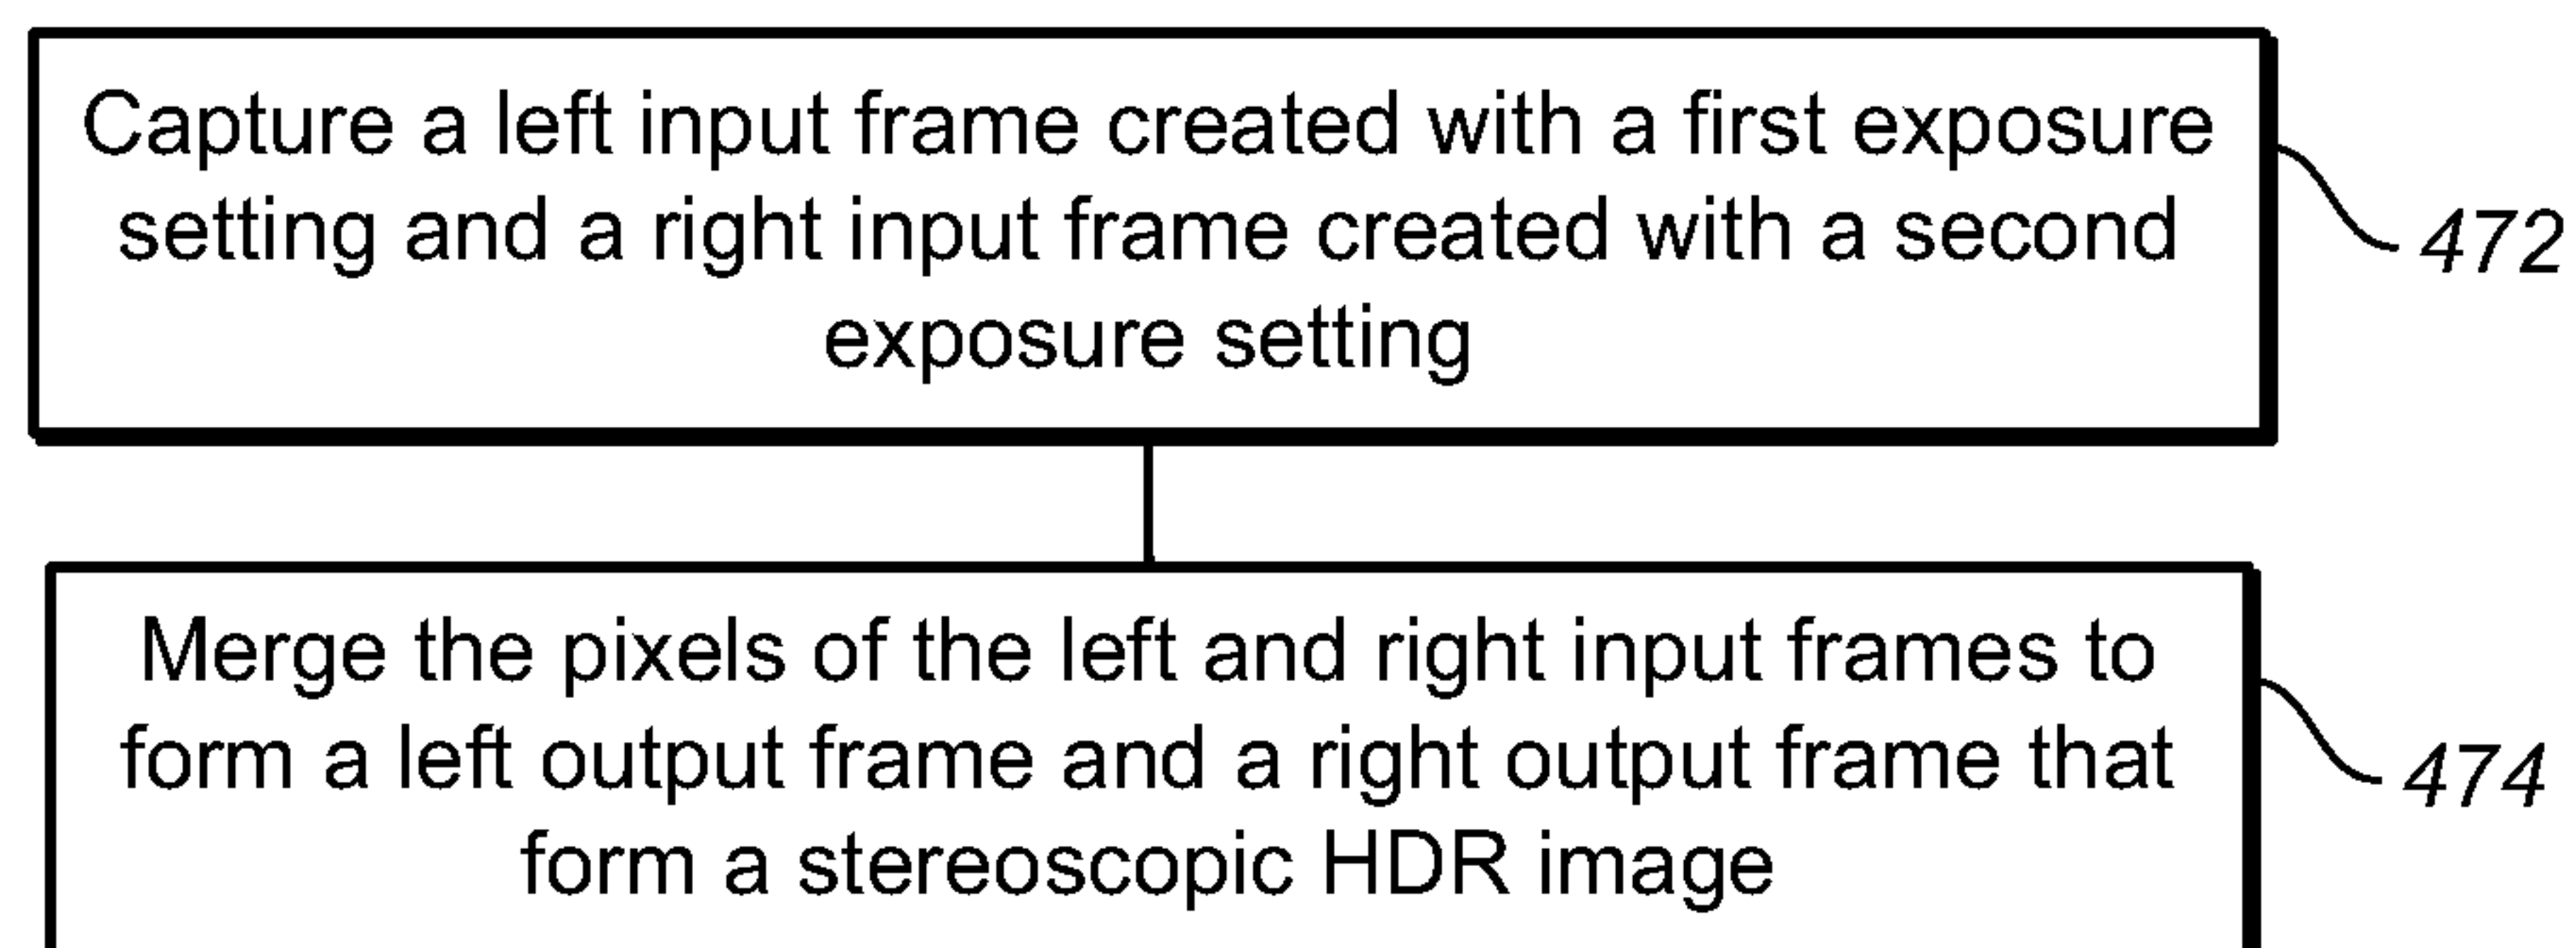 Capture a left input frame created with a first exposure
setting and a right input frame created with a second
exposure setting
472
Merge the pixels of the left and right input frames to
form a left output frame and a right output frame that
form a stereoscopic HDR image
474